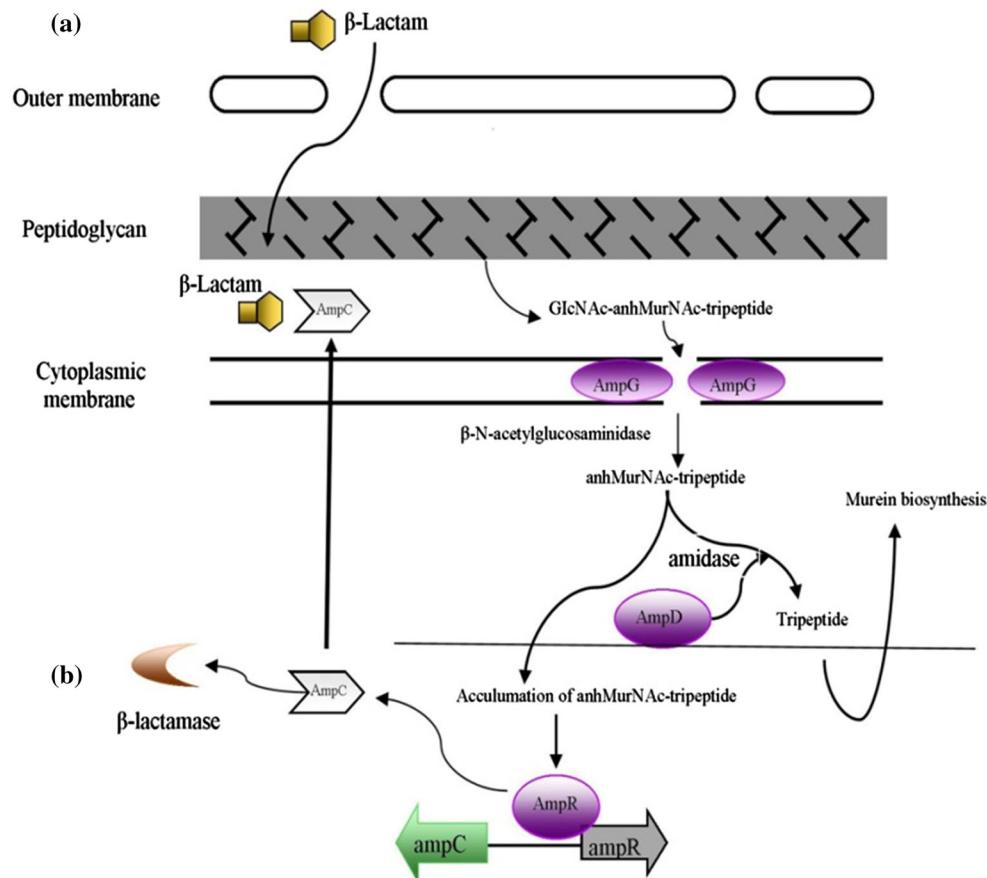 (a)
β-Lactam
Outer membrane
Peptidoglycan
β-Lactam
AmpC
GlcNAc-anhMurNAc-tripeptide
Cytoplasmic
membrane
AmpG
AmpG
β-N-acetylglucosaminidase
anhMurNAc-tripeptide
Murein biosynthesis
amidase
AmpD
Tripeptide
(b)
AmpC
β-lactamase
Acculumation of anhMurNAc-tripeptide
AmpR
ampC
ampR